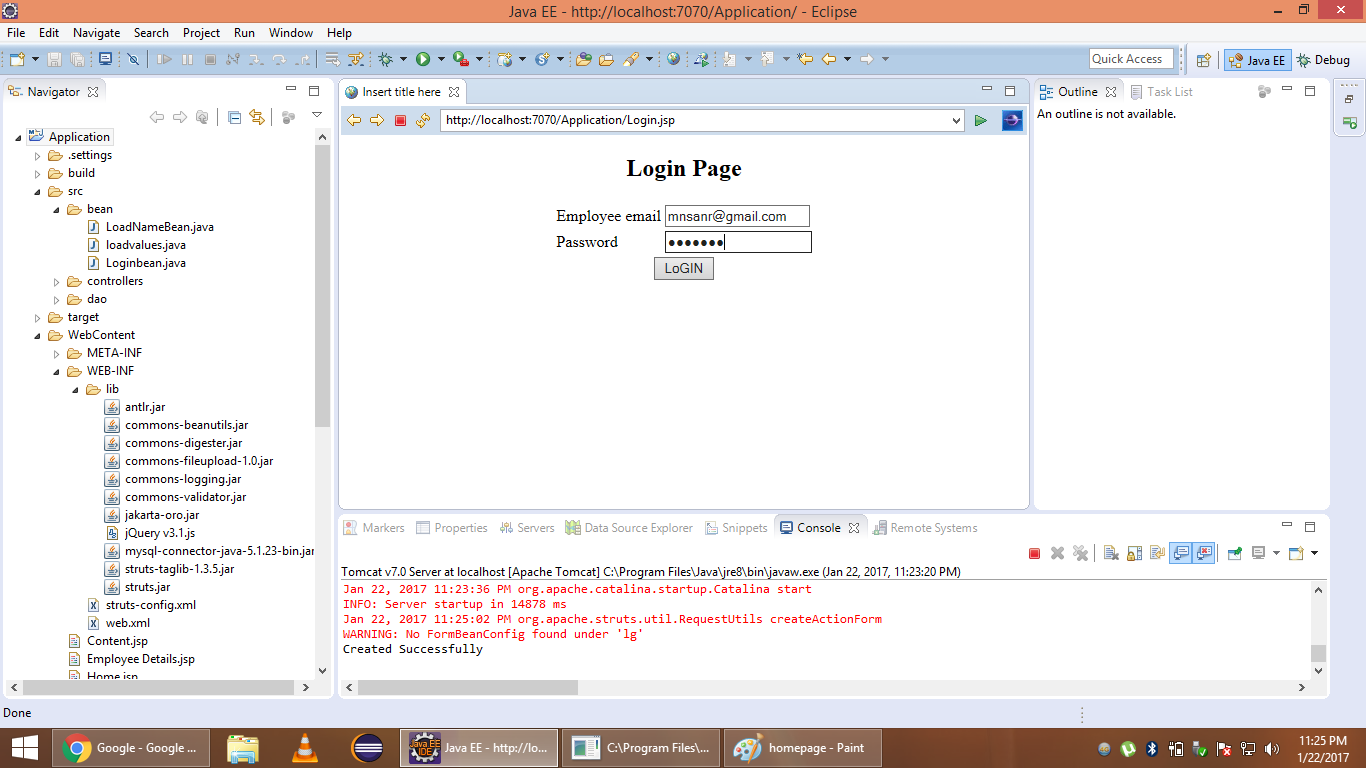 Java EE - http://localhost:7070/Application/ - Eclipse
File Edit Navigate Search Project Run Window Help
Quick Access
Java EE
Debug
Navigator
Application
.settings
build
src
bean
LoadNameBean.java
loadvalues.java
Loginbean.java
controllers
dao
target
WebContent
META-INF
WEB-INF
lib
antlr.jar
commons-beanutils.jar
commons-digester.jar
commons-fileupload-1.0.jar
commons-logging.jar
commons-validator.jar
jakarta-oro.jar
jQuery v3.1.js
mysql-connector-java-5.1.23-bin.jar
struts-taglib-1.3.5.jar
struts.jar
struts-config.xml
web.xml
Content.jsp
Employee Details.jsp
Home.jsp
Insert title here
http://localhost:7070/Application/Login.jsp
Login Page
Employee email mnsanr@gmail.com
Password •••••••
LoGIN
Outline Task List
An outline is not available.
Markers Properties Servers Data Source Explorer Snippets Console Remote Systems
Tomcat v7.0 Server at localhost [Apache Tomcat] C:\Program Files\Java\jre8\bin\javaw.exe (Jan 22, 2017, 11:23:20 PM)
Jan 22, 2017 11:23:36 PM org.apache.catalina.startup.Catalina start
INFO: Server startup in 14878 ms
Jan 22, 2017 11:25:02 PM org.apache.struts.util.RequestUtils createActionForm
WARNING: No FormBeanConfig found under 'lg'
Created Successfully
Done
Google - Google ...
Java EE - http://lo...
C:\Program Files\...
homepage - Paint
11:25 PM
1/22/2017